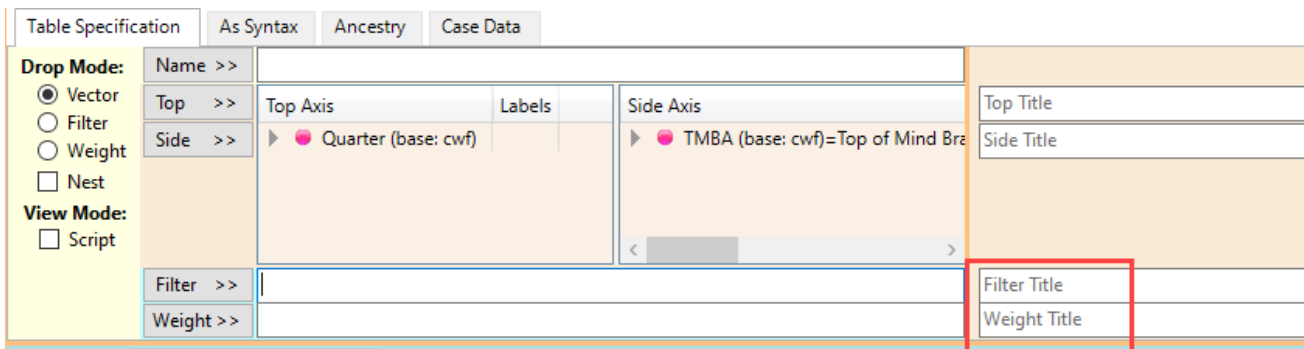 Table Specification As Syntax Ancestry Case Data
Drop Mode: Name >>
Vector Top >> Top Axis Labels Side Axis Top Title
Filter
Side >> Quarter (base: cwf) TMBA (base: cwf)=Top of Mind Bra Side Title
Weight
Nest
View Mode:
Script
Filter >> Filter Title
Weight >> Weight Title